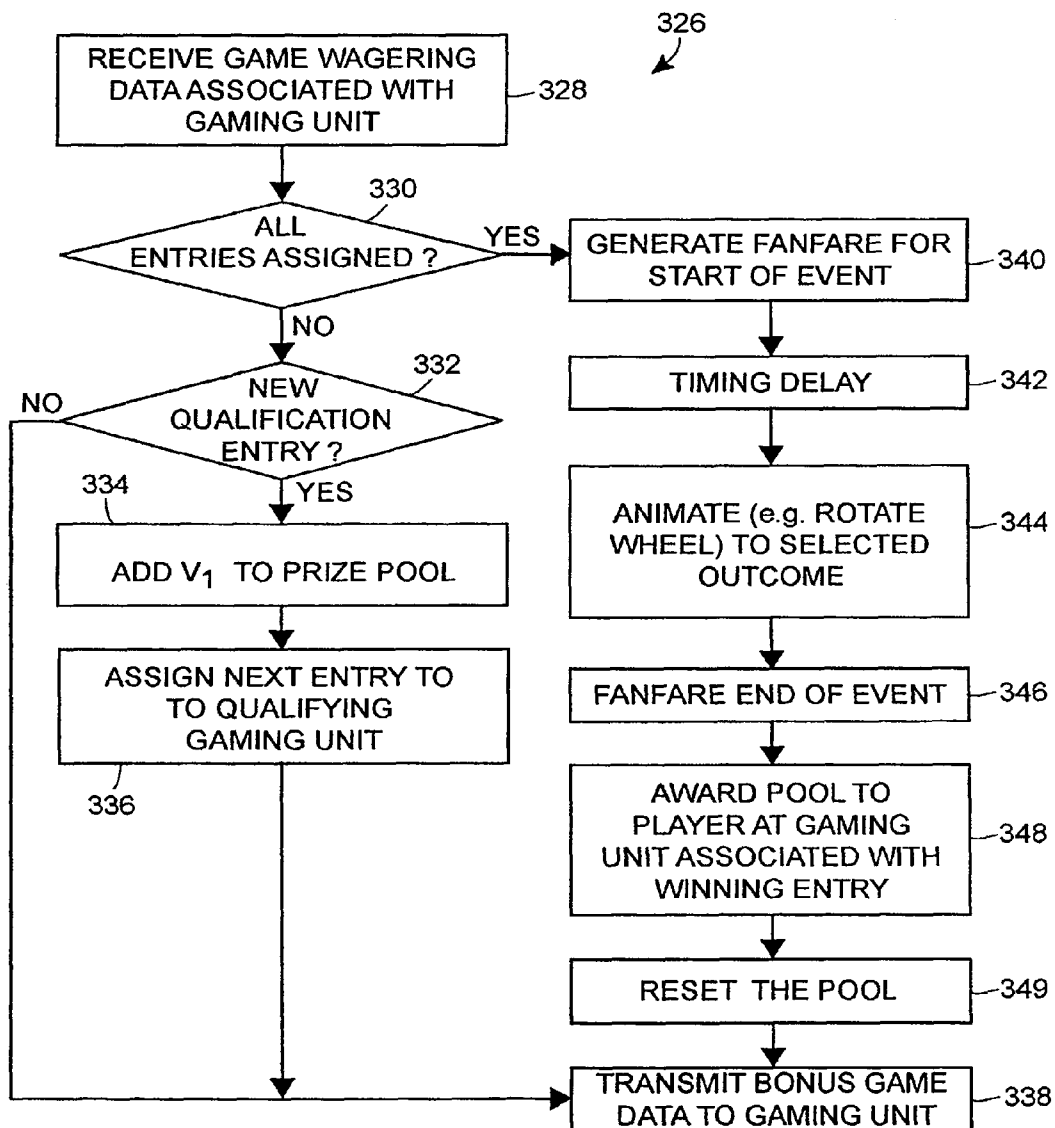 326
RECEIVE GAME WAGERING
DATA ASSOCIATED WITH
GAMING UNIT
328
330
ALL
ENTRIES ASSIGNED ?
YES
NO
332
NEW
QUALIFICATION
ENTRY ?
NO
YES
334
ADD V1 TO PRIZE POOL
ASSIGN NEXT ENTRY TO
TO QUALIFYING
GAMING UNIT
336
GENERATE FANFARE FOR
START OF EVENT
340
TIMING DELAY
342
ANIMATE (e.g. ROTATE
WHEEL) TO SELECTED
OUTCOME
344
FANFARE END OF EVENT
346
AWARD POOL TO
PLAYER AT GAMING
UNIT ASSOCIATED WITH
WINNING ENTRY
348
RESET THE POOL
349
TRANSMIT BONUS GAME
DATA TO GAMING UNIT
338